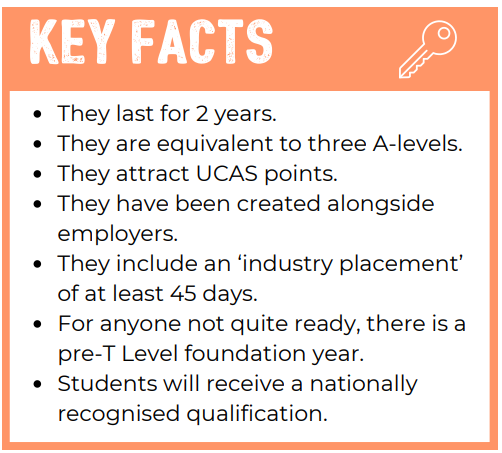 KEY FACTS
• They last for 2 years.
• They are equivalent to three A-levels.
• They attract UCAS points.
• They have been created alongside
employers.
• They include an ‘industry placement’
of at least 45 days.
• For anyone not quite ready, there is a
pre-T Level foundation year.
• Students will receive a nationally
recognised qualification.